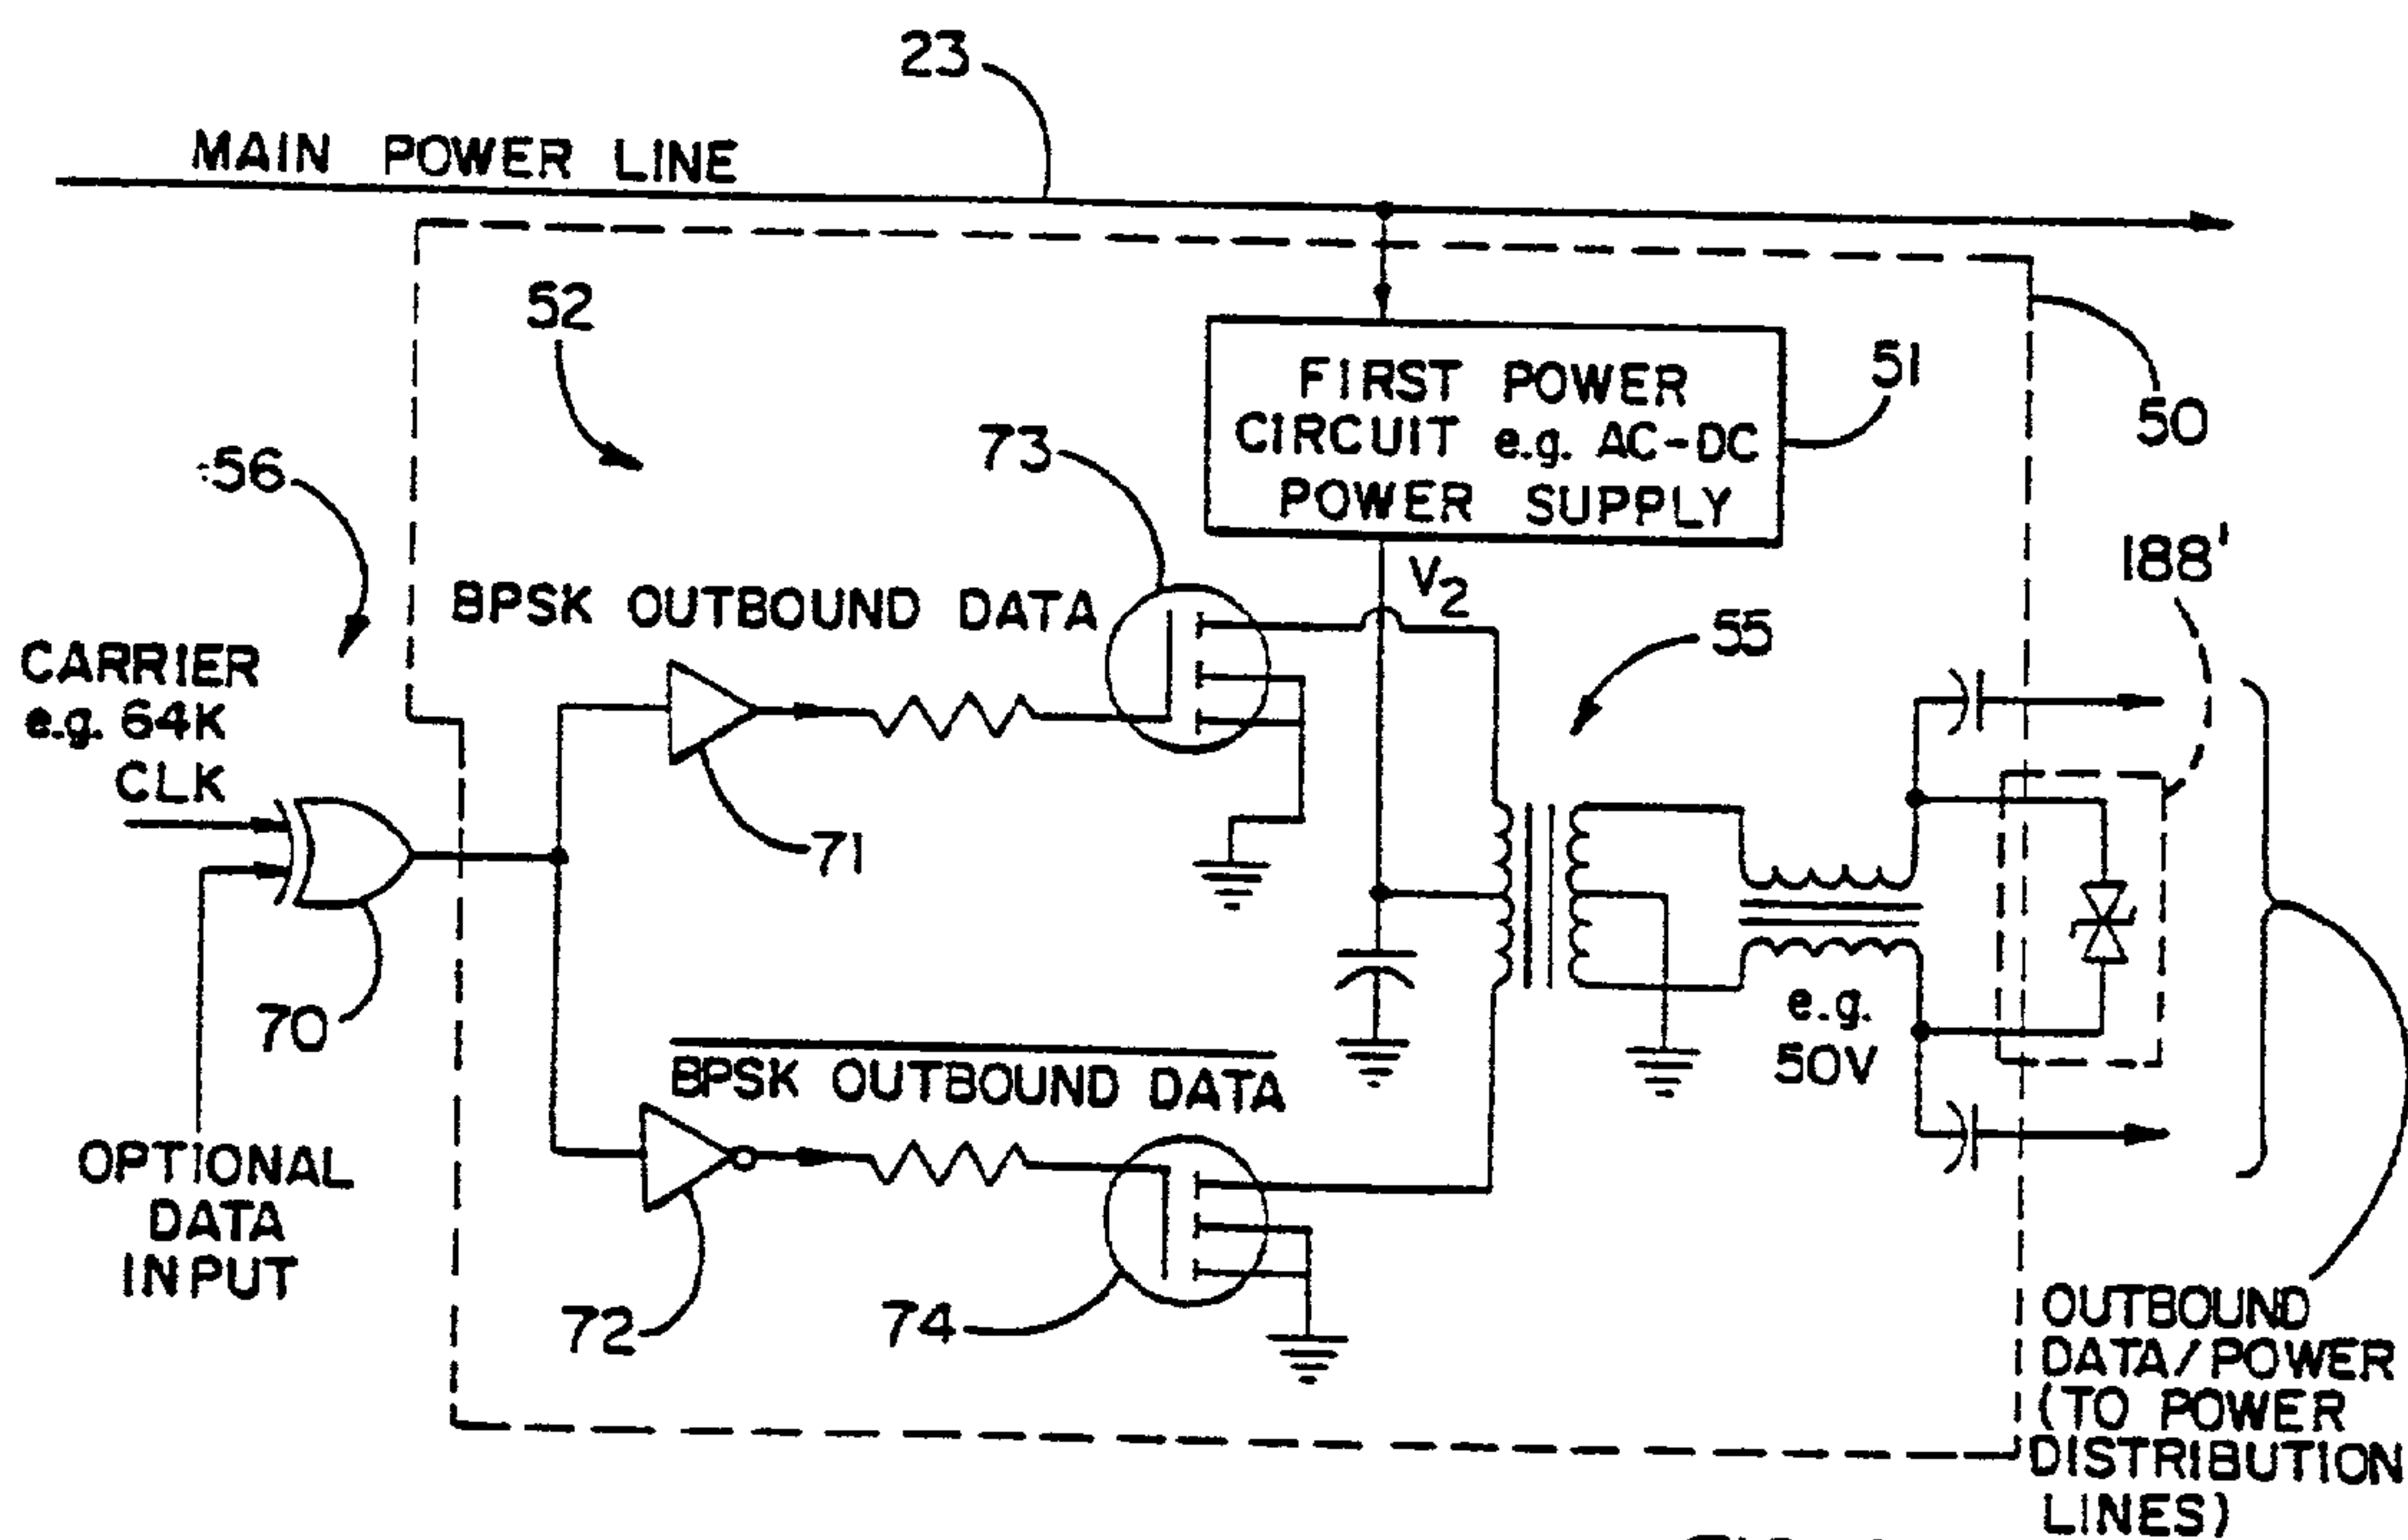 23
MAIN POWER LINE
52
51
FIRST POWER
CIRCUIT e.g. AC-DC
POWER SUPPLY
50
73
56
188'
V2
BPSK OUTBOUND DATA
55
CARRIER
e.g. 64K
CLK
71
70
e.g.
50V
BPSK OUTBOUND DATA
OPTIONAL
DATA
INPUT
72
74
OUTBOUND
DATA/POWER
(TO POWER
DISTRIBUTION
LINES)